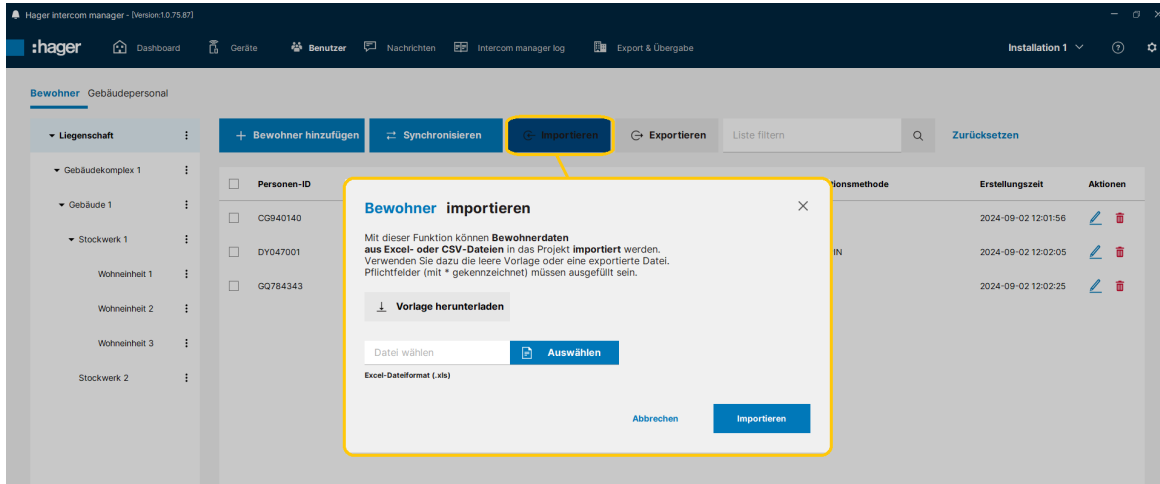 Hager intercom manager - [Version:1.0.75.87]
:hager Dashboard Geräte Benutzer Nachrichten Intercom manager log Export & Übergabe Installation 1
Bewohner Gebäudepersonal
Liegenschaft
Gebäudekomplex 1
Gebäude 1
Stockwerk 1
Wohneinheit 1
Wohneinheit 2
Wohneinheit 3
Stockwerk 2
+ Bewohner hinzufügen Synchronisieren Importieren Exportieren Liste filtern Zurücksetzen
Personen-ID tionsmethode Erstellungszeit Aktionen
CG940140 2024-09-02 12:01:56
DY047001 IN 2024-09-02 12:02:05
GQ784343 2024-09-02 12:02:25
Bewohner importieren
Mit dieser Funktion können Bewohnerdaten
aus Excel- oder CSV-Dateien in das Projekt importiert werden.
Verwenden Sie dazu die leere Vorlage oder eine exportierte Datei.
Pflichtfelder (mit * gekennzeichnet) müssen ausgefüllt sein.
Vorlage herunterladen
Datei wählen Auswählen
Excel-Dateiformat (.xls)
Abbrechen Importieren